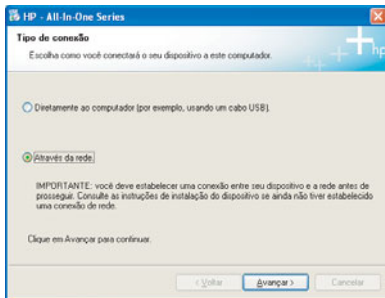 HP - All-In-One Series
Tipo de conexão
Escolha como você conectará o seu dispositivo a este computador.
hp
Diretamente ao computador (por exemplo, usando um cabo USB).
Através da rede.
IMPORTANTE: você deve estabelecer uma conexão entre seu dispositivo e a rede antes de
prosseguir. Consulte as instruções de instalação do dispositivo se ainda não tiver estabelecido
uma conexão de rede.
Clique em Avançar para continuar.
< Voltar Avançar > Cancelar